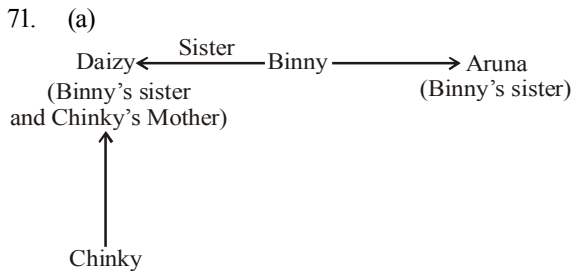 71. (a)
Sister
Daizy Binny Aruna
(Binny's sister (Binny's sister)
and Chinky's Mother)
Chinky